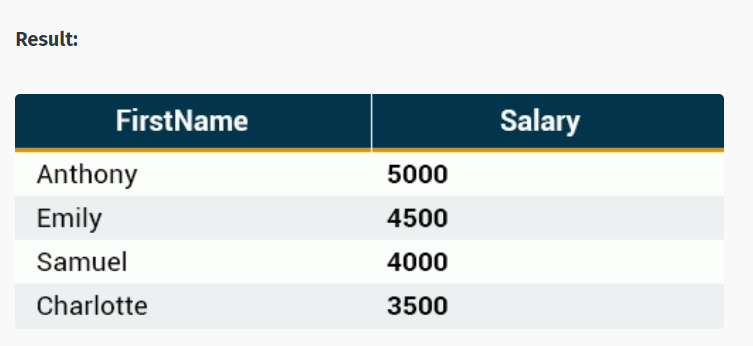 Result:
FirstName Salary
Anthony 5000
Emily 4500
Samuel 4000
Charlotte 3500